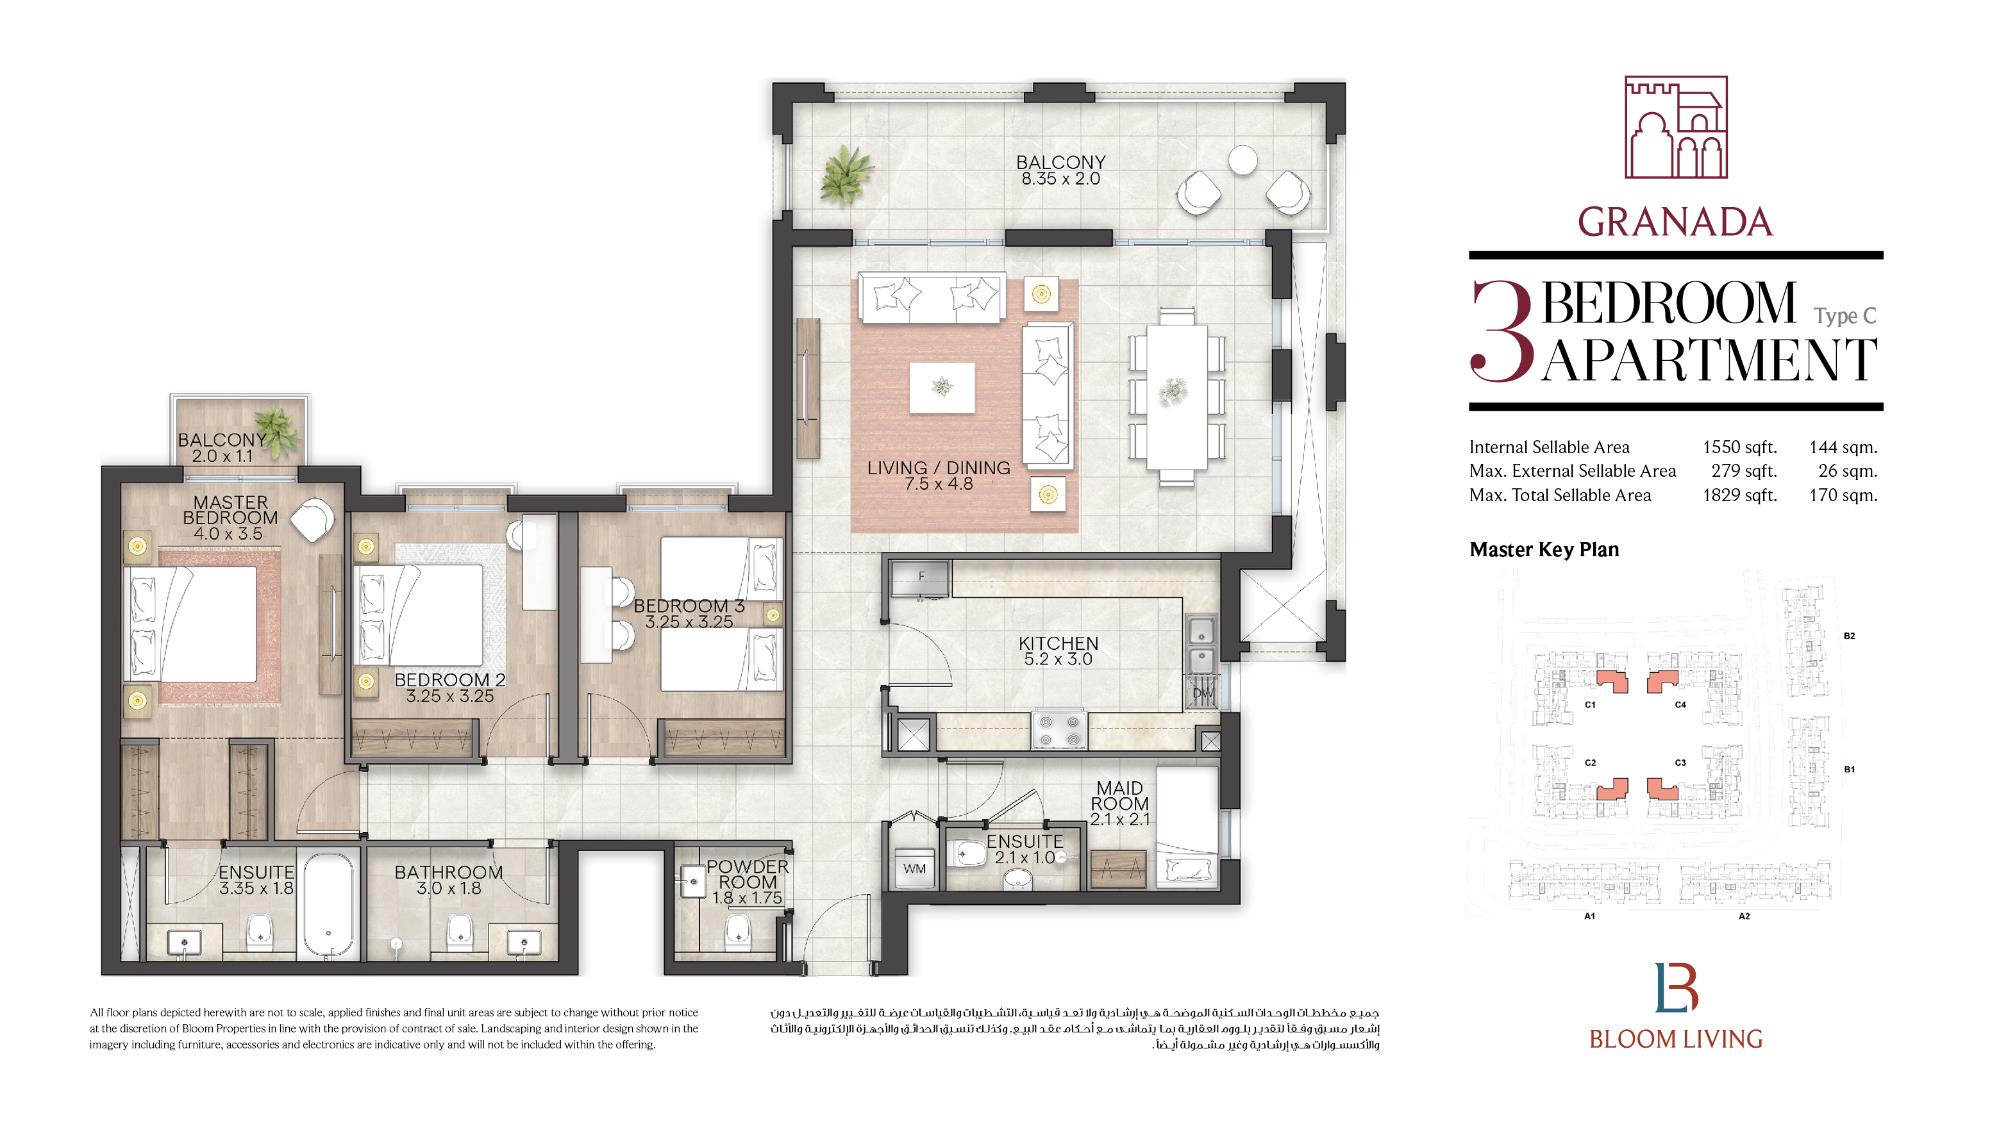 BALCONY
8.35 x 2.0
LIVING / DINING
7.5 x 4.8
BALCONY
2.0 x 1.1
MASTER
BEDROOM
4.0 x 3.5
BEDROOM 2
3.25 x 3.25
BEDROOM 3
3.25 x 3.25
F
KITCHEN
5.2 x 3.0
DW
MAID
ROOM
2.1 x 2.1
ENSUITE
2.1 x 1.0
WM
ENSUITE
3.35 x 1.8
BATHROOM
3.0 x 1.8
POWDER
ROOM
1.8 x 1.75
GRANADA
3 BEDROOM Type C
APARTMENT
Internal Sellable Area 1550 sqft. 144 sqm.
Max. External Sellable Area 279 sqft. 26 sqm.
Max. Total Sellable Area 1829 sqft. 170 sqm.
Master Key Plan
B2
C1 C4
C2 C3
B1
A1 A2
BLOOM LIVING
All floor plans depicted herewith are not to scale, applied finishes and final unit areas are subject to change without prior notice
at the discretion of Bloom Properties in line with the provision of contract of sale. Landscaping and interior design shown in the
imagery including furniture, accessories and electronics are indicative only and will not be included within the offering.
جميع مخططات الوحدات السكنية الموضحة هي إرشادية ولا تعد قياسية، التشطيبات والقياسات عرضة للتغيير والتعديل دون
إشعار مسبق وفقاً لتقدير بلووم العقارية بما يتماشى مع أحكام عقد البيع. وكذلك تنسيق الحدائق والأجهزة الإلكترونية والأثاث
والأكسسوارات هي إرشادية وغير مشمولة أيضاً.